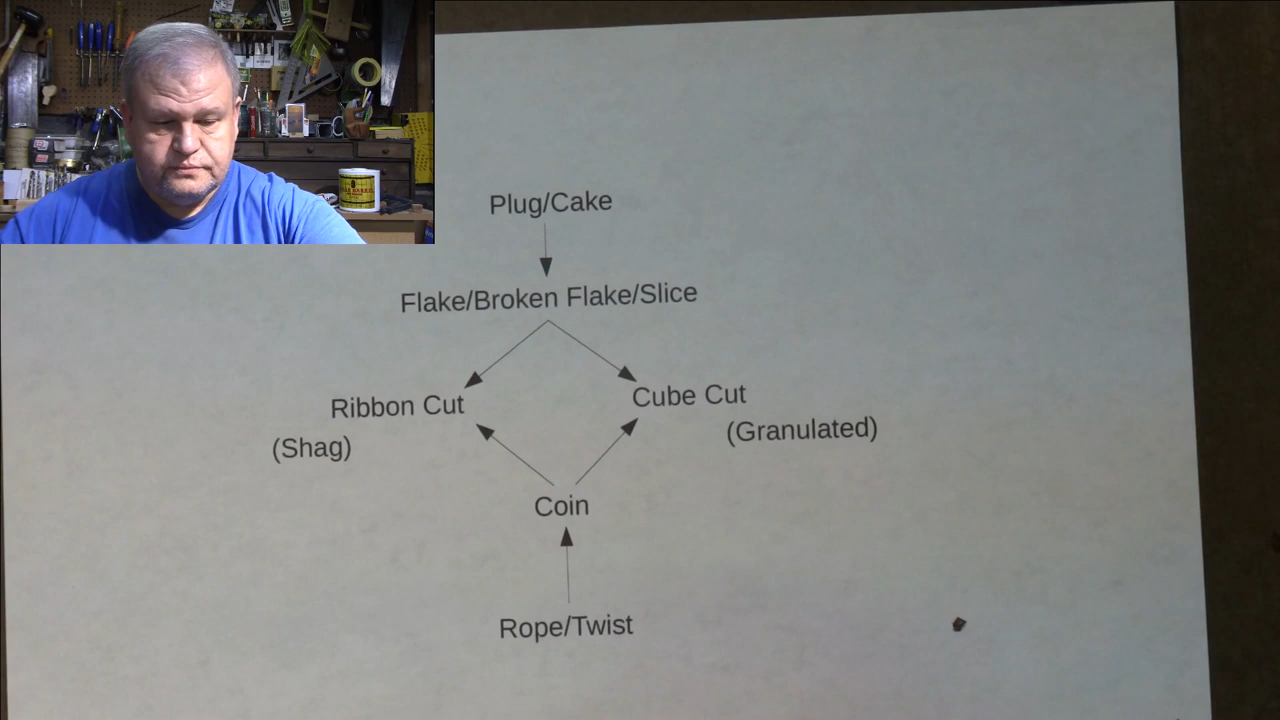 Plug/Cake
Flake/Broken Flake/Slice
Ribbon Cut
Cube Cut
(Shag)
(Granulated)
Coin
Rope/Twist